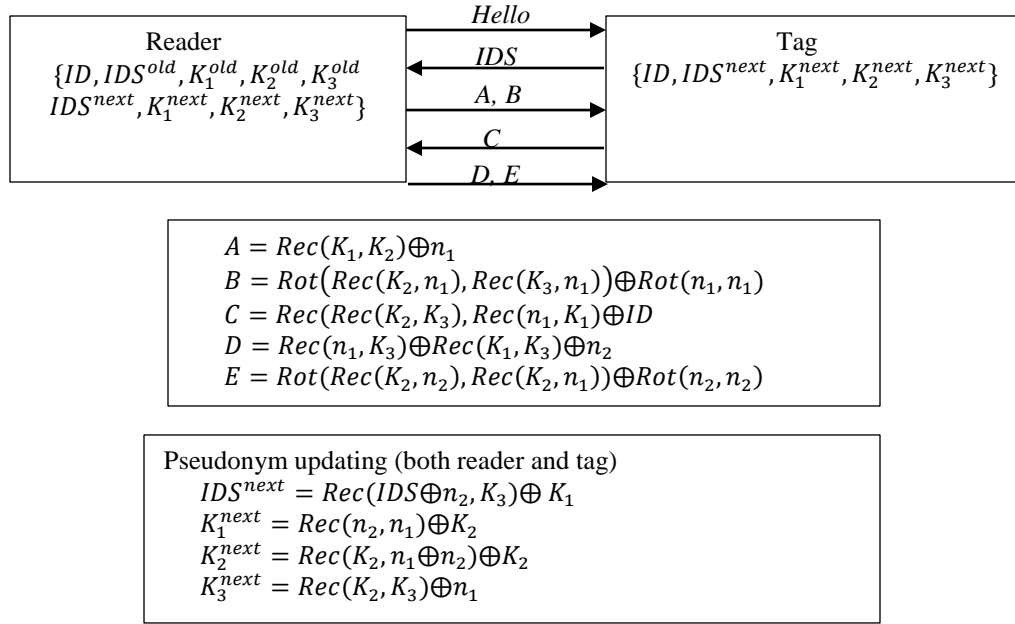 Reader
{ID, IDS^old, K_1^old, K_2^old, K_3^old
IDS^next, K_1^next, K_2^next, K_3^next}
Hello
IDS
A, B
C
D, E
Tag
{ID, IDS^next, K_1^next, K_2^next, K_3^next}
A = Rec(K_1, K_2)⊕n_1
B = Rot(Rec(K_2, n_1), Rec(K_3, n_1))⊕Rot(n_1, n_1)
C = Rec(Rec(K_2, K_3), Rec(n_1, K_1)⊕ID
D = Rec(n_1, K_3)⊕Rec(K_1, K_3)⊕n_2
E = Rot(Rec(K_2, n_2), Rec(K_2, n_1))⊕Rot(n_2, n_2)
Pseudonym updating (both reader and tag)
IDS^next = Rec(IDS⊕n_2, K_3)⊕ K_1
K_1^next = Rec(n_2, n_1)⊕K_2
K_2^next = Rec(K_2, n_1⊕n_2)⊕K_2
K_3^next = Rec(K_2, K_3)⊕n_1